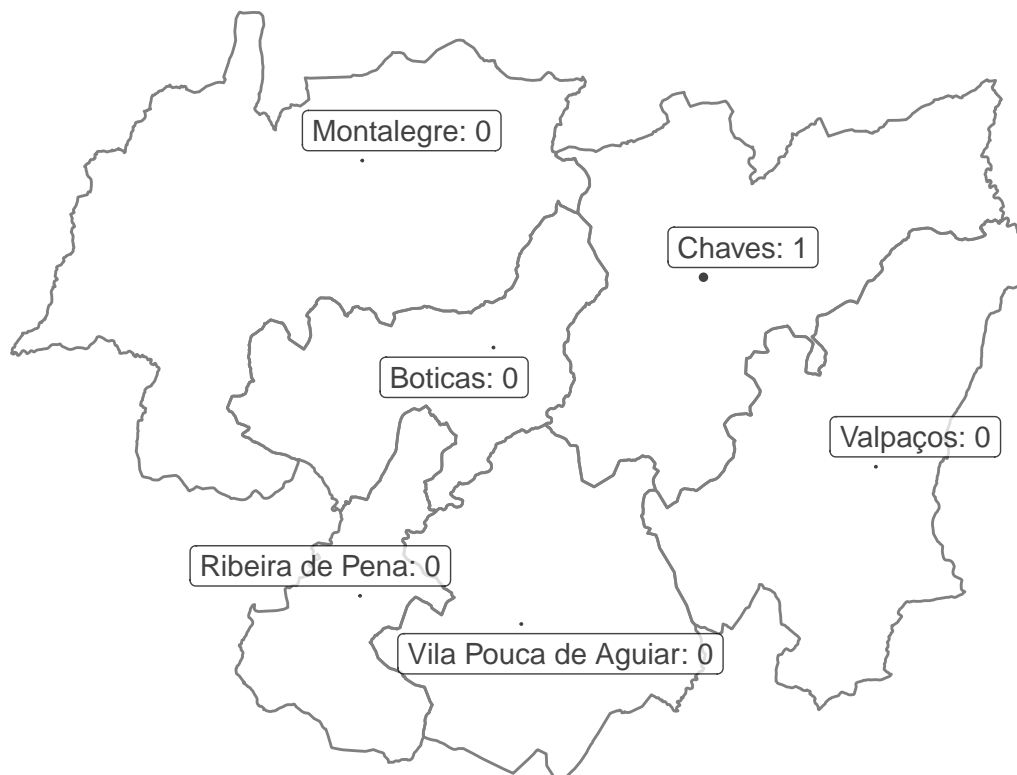 Montalegre: 0
Chaves: 1
Boticas: 0
Valpaços: 0
Ribeira de Pena: 0
Vila Pouca de Aguiar: 0